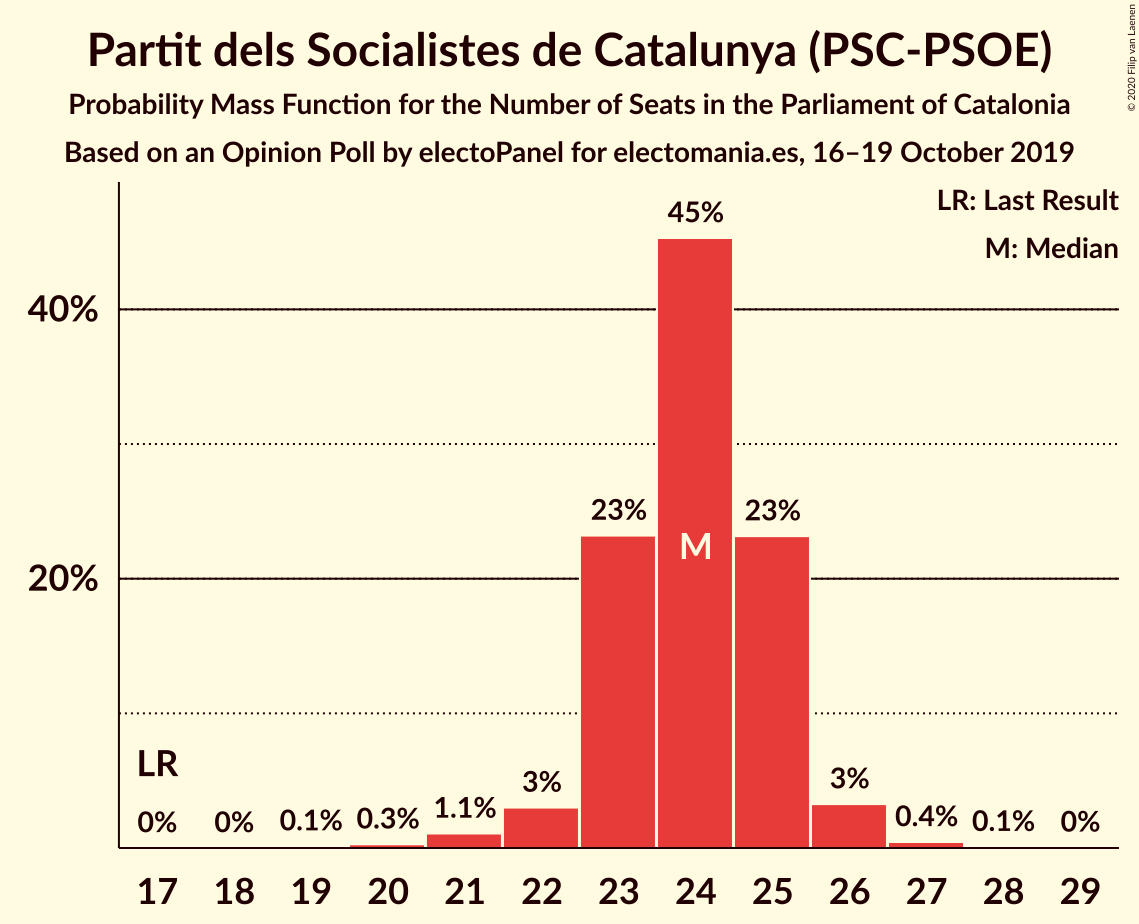 Partit dels Socialistes de Catalunya (PSC-PSOE)
Probability Mass Function for the Number of Seats in the Parliament of Catalonia
Based on an Opinion Poll by electoPanel for electomania.es, 16–19 October 2019
© 2020 Filip van Laenen
LR: Last Result
M: Median
45%
40%
23%
23%
M
20%
LR
0%
0%
0.1%
0.3%
1.1%
3%
3%
0.4%
0.1%
0%
17 18 19 20 21 22 23 24 25 26 27 28 29